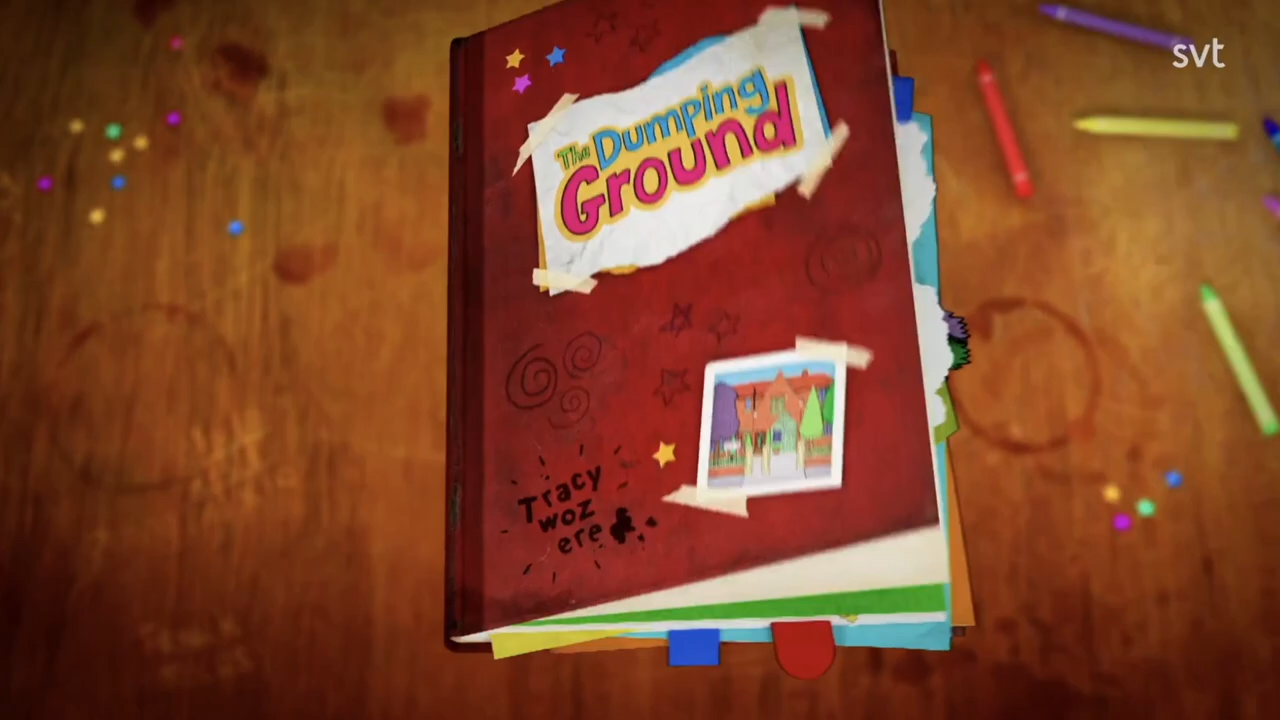 svt
The Dumping
Ground
Tracy
woz
ere